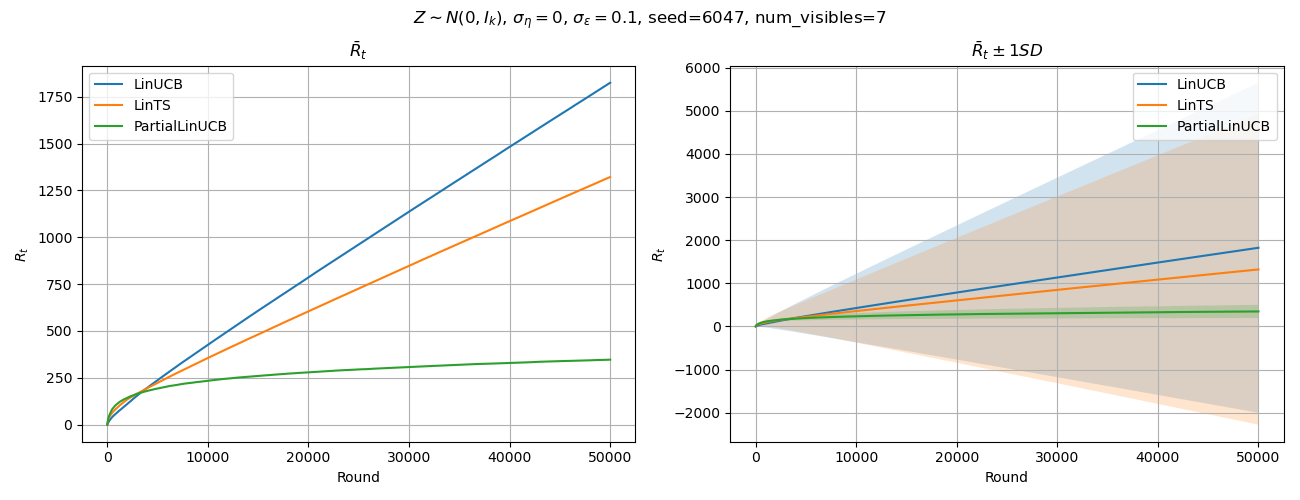 Z ∼ N(0, I_k), σ_η = 0, σ_ε = 0.1, seed=6047, num_visibles=7
R̄_t
1750
1500
1250
1000
750
500
250
0
R_t
LinUCB
LinTS
PartialLinUCB
0 10000 20000 30000 40000 50000
Round
R̄_t ± 1SD
6000
5000
4000
3000
2000
1000
0
−1000
−2000
R_t
LinUCB
LinTS
PartialLinUCB
0 10000 20000 30000 40000 50000
Round